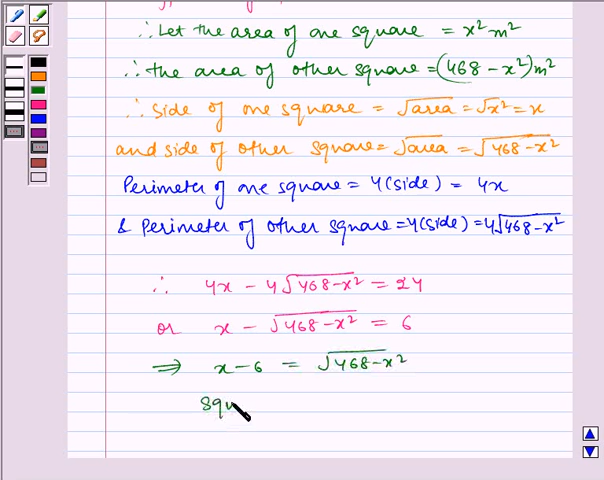 ∴ Let the area of one square = x² m²
∴ the area of other square = (468 - x²) m²
∴ side of one square = √area = √x² = x
and side of other square = √area = √468-x²
Perimeter of one square = 4(side) = 4x
& Perimeter of other square = 4(side) = 4√468-x²
∴ 4x - 4√468-x² = 24
or x - √468-x² = 6
⇒ x - 6 = √468-x²
squ